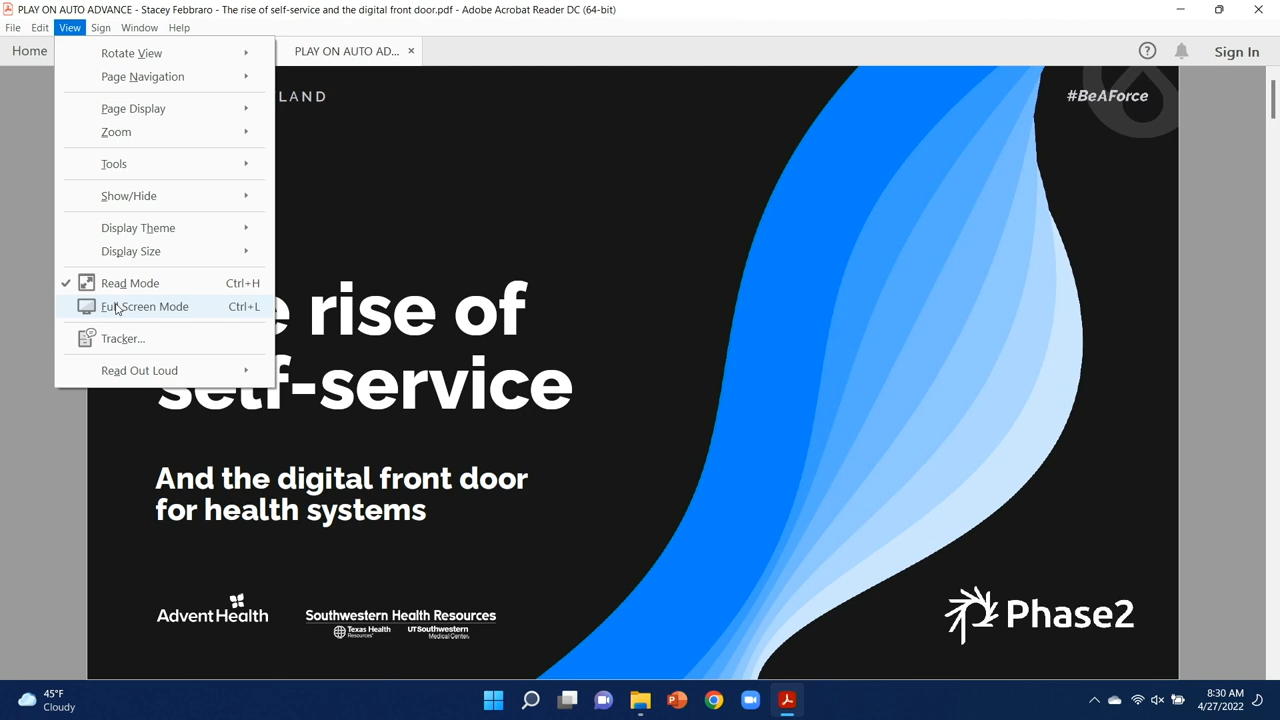 PLAY ON AUTO ADVANCE - Stacey Febbraro - The rise of self-service and the digital front door.pdf - Adobe Acrobat Reader DC (64-bit)
File Edit View Sign Window Help
Home
PLAY ON AUTO AD... ×
Sign In
Rotate View
Page Navigation
Page Display
Zoom
Tools
Show/Hide
Display Theme
Display Size
Read Mode Ctrl+H
Full Screen Mode Ctrl+L
Tracker...
Read Out Loud
LAND
#BeAForce
rise of
self-service
And the digital front door
for health systems
AdventHealth
Southwestern Health Resources
Texas Health Resources
UTSouthwestern Medical Center
Phase2
45°F
Cloudy
8:30 AM
4/27/2022